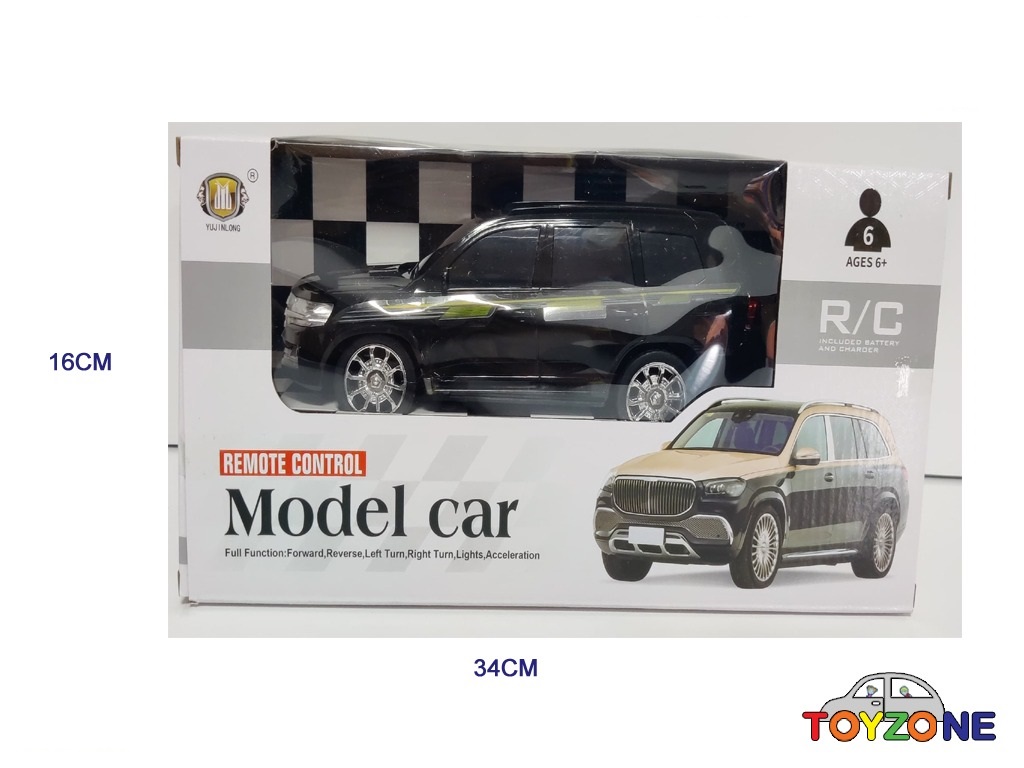 YUJINLONG
®
6
AGES 6+
R/C
INCLUDED BATTERY
AND CHARDER
16CM
REMOTE CONTROL
Model car
Full Function:Forward,Reverse,Left Turn,Right Turn,Lights,Acceleration
34CM
TOYZONE